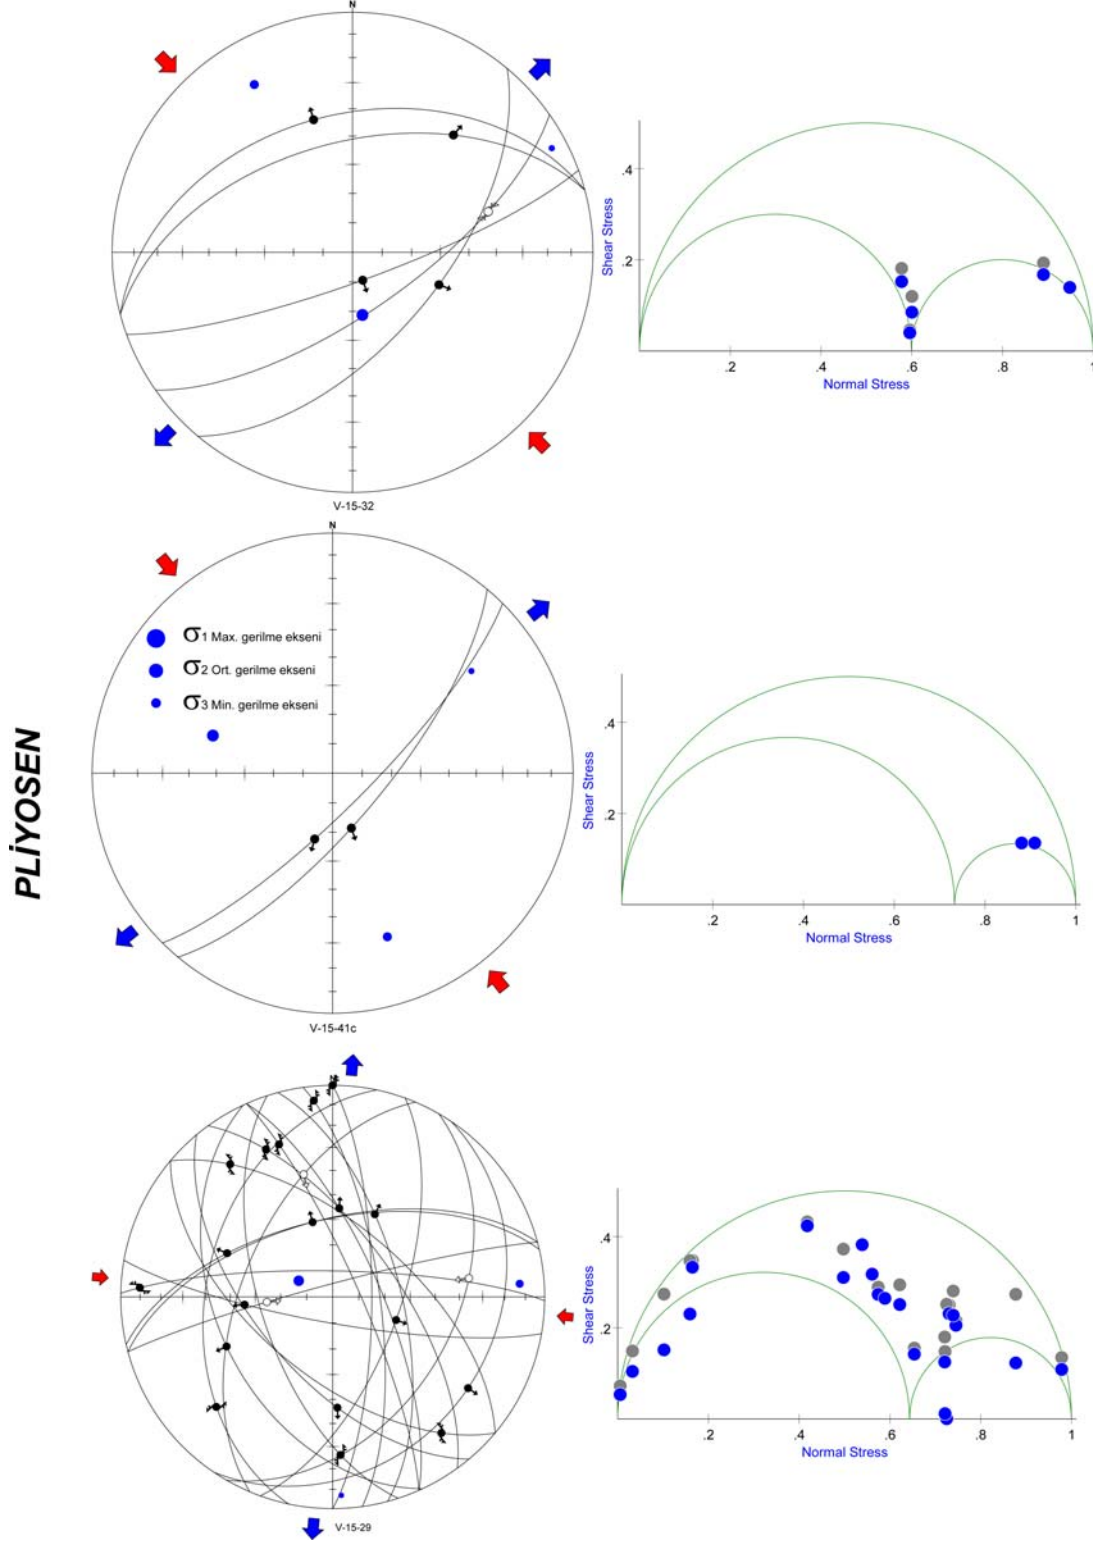 N
.4
.2
Shear Stress
.2
.4
.6
.8
1
Normal Stress
V-15-32
PLİYOSEN
N
σ1 Max. gerilme ekseni
σ2 Ort. gerilme ekseni
σ3 Min. gerilme ekseni
.4
.2
Shear Stress
.2
.4
.6
.8
1
Normal Stress
V-15-41c
.4
.2
Shear Stress
.2
.4
.6
.8
1
Normal Stress
V-15-29